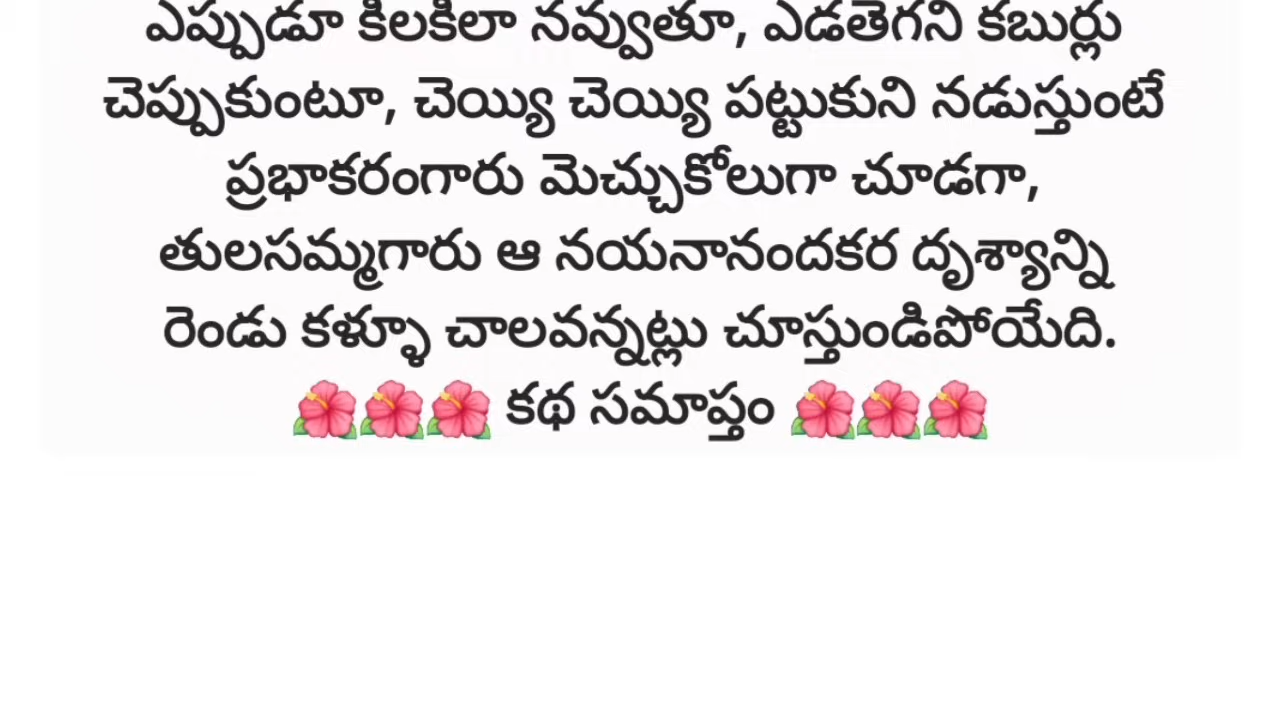 ఎప్పుడూ కిలకిలా నవ్వుతూ, ఎడతెగని కబుర్లు
చెప్పుకుంటూ, చెయ్యి చెయ్యి పట్టుకుని నడుస్తుంటే
ప్రభాకరంగారు మెచ్చుకోలుగా చూడగా,
తులసమ్మగారు ఆ నయనానందకర దృశ్యాన్ని
రెండు కళ్ళూ చాలవన్నట్లు చూస్తుండిపోయేది.
🌺🌺🌺 కథ సమాప్తం 🌺🌺🌺